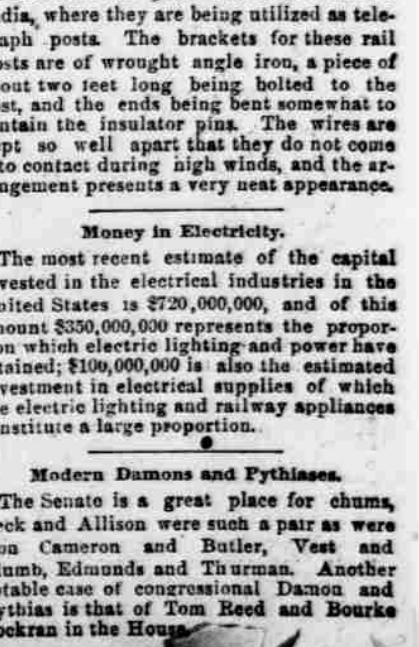 dia, where they are being utilized as tele-
aph posts. The brackets for these rail
sts are of wrought angle iron, a piece of
out two feet long being bolted to the
st, and the ends being bent somewhat to
ntain the insulator pins. The wires are
pt so well apart that they do not come
to contact during high winds, and the ar-
ngement presents a very neat appearance.
Money in Electricity.
The most recent estimate of the capital
vested in the electrical industries in the
nited States is $720,000,000, and of this
ount $350,000,000 represents the propor-
on which electric lighting and power have
tained; $100,000,000 is also the estimated
vestment in electrical supplies of which
e electric lighting and railway appliances
nstitute a large proportion.
Modern Damons and Pythiases.
The Senate is a great place for chums,
eck and Allison were such a pair as were
on Cameron and Butler, Vest and
lumb, Edmunds and Thurman. Another
table case of congressional Damon and
ythias is that of Tom Reed and Bourke
ockran in the House.